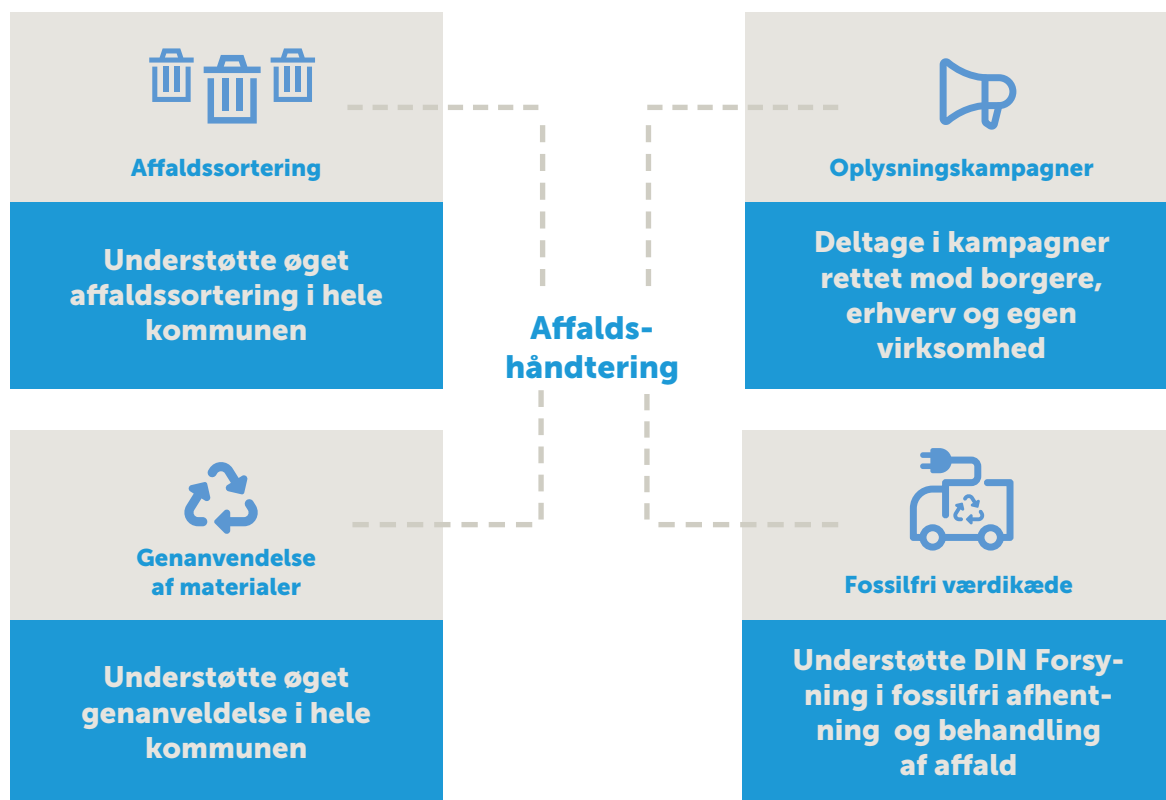 Affaldssortering
Understøtte øget
affaldssortering i hele
kommunen
Oplysningskampagner
Deltage i kampagner
rettet mod borgere,
erhverv og egen
virksomhed
Affalds-
håndtering
Genanvendelse
af materialer
Understøtte øget
genanveldelse i hele
kommunen
Fossilfri værdikæde
Understøtte DIN Forsy-
ning i fossilfri afhent-
ning og behandling
af affald